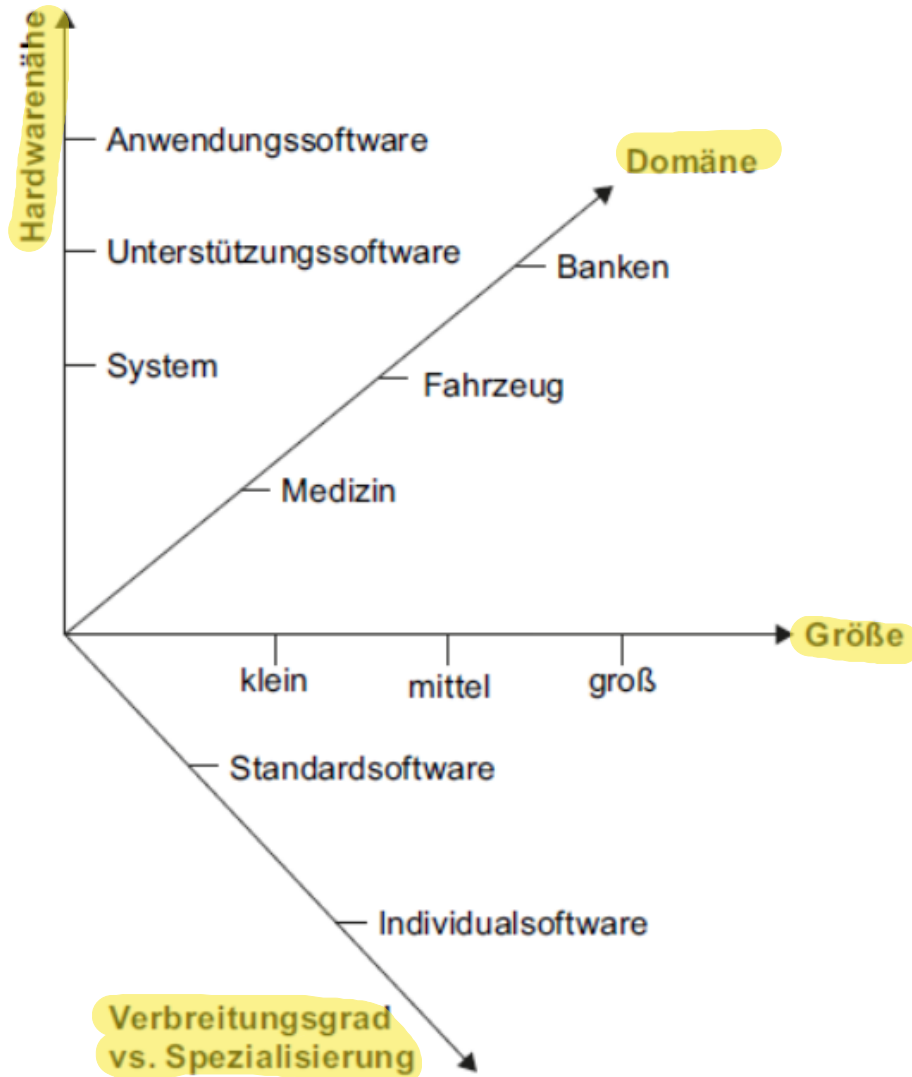 Hardwarenähe
Anwendungssoftware
Domäne
Unterstützungssoftware
Banken
System
Fahrzeug
Medizin
Größe
klein
mittel
groß
Standardsoftware
Individualsoftware
Verbreitungsgrad
vs. Spezialisierung